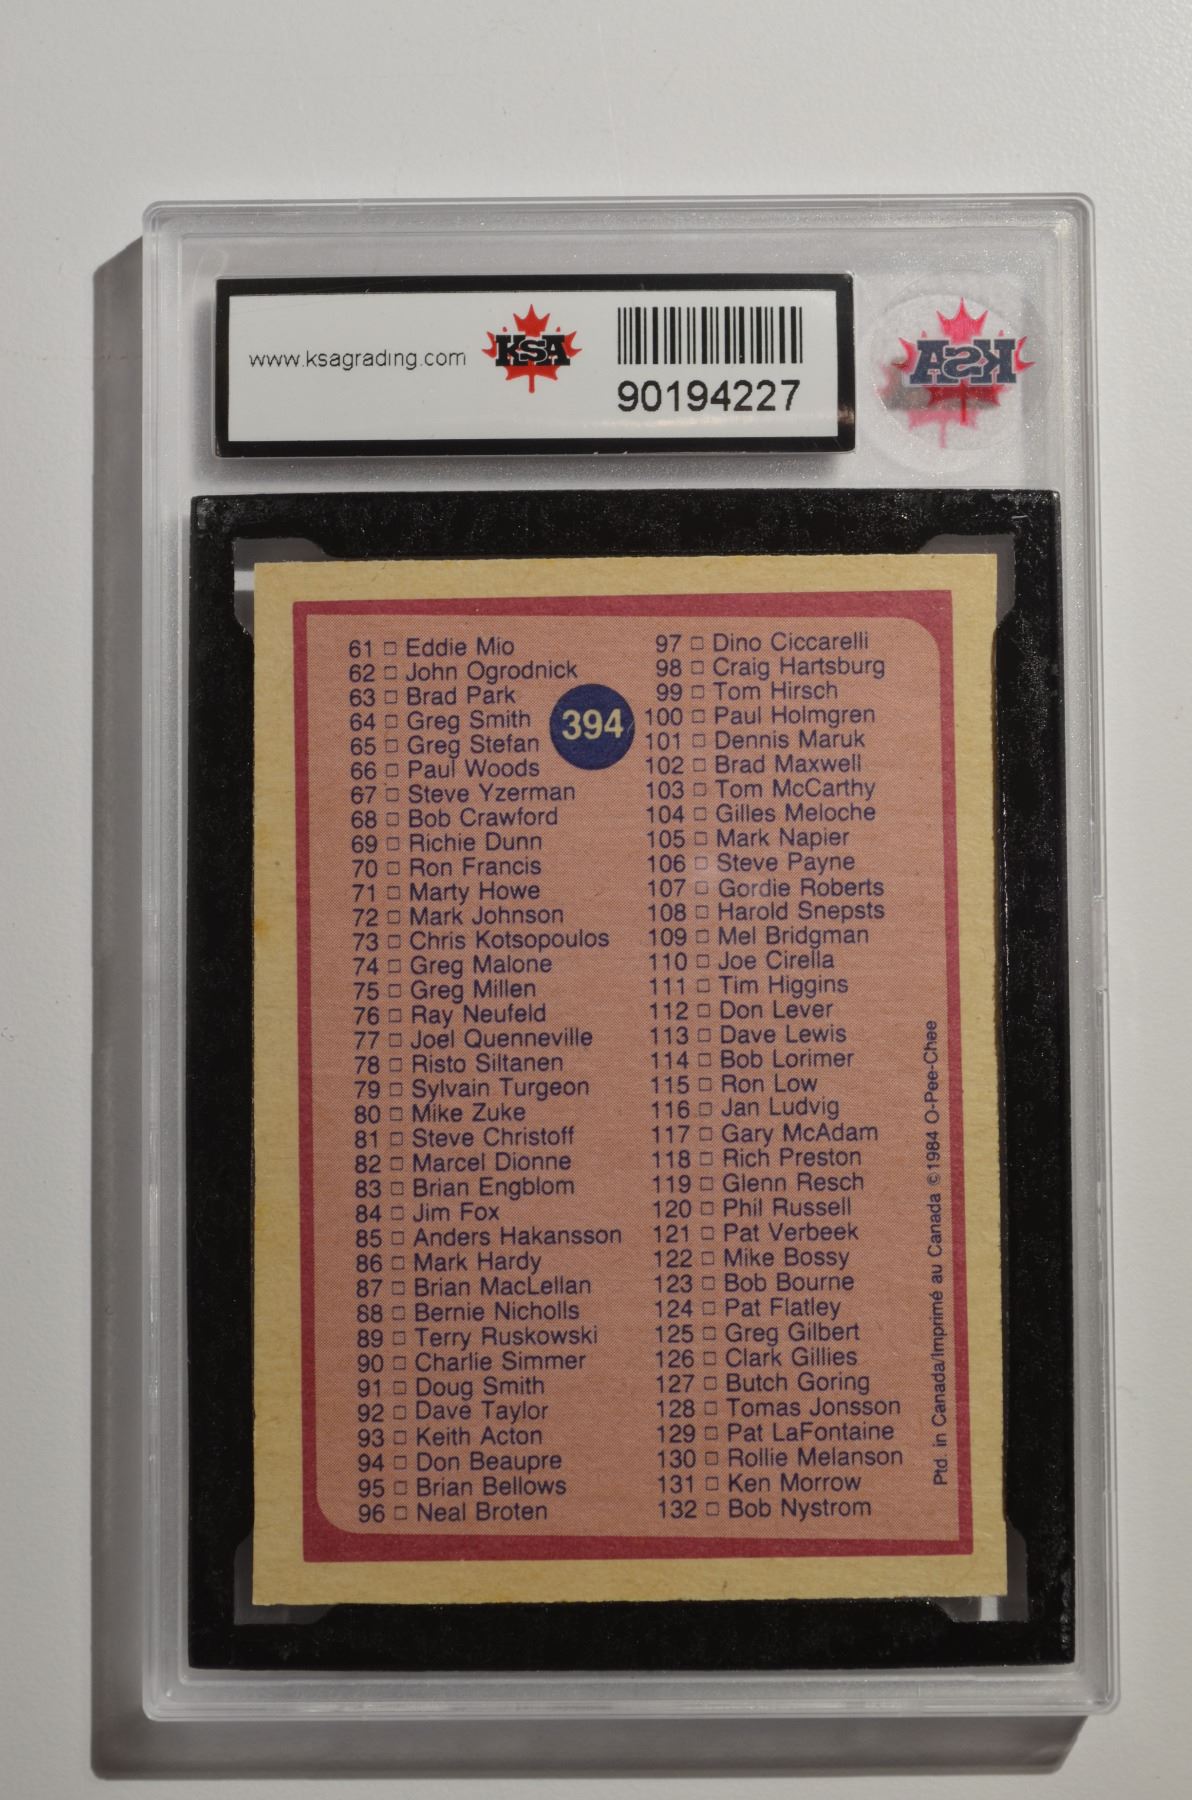 www.ksagrading.com
KSA
90194227
KSA
394
61 □ Eddie Mio
62 □ John Ogrodnick
63 □ Brad Park
64 □ Greg Smith
65 □ Greg Stefan
66 □ Paul Woods
67 □ Steve Yzerman
68 □ Bob Crawford
69 □ Richie Dunn
70 □ Ron Francis
71 □ Marty Howe
72 □ Mark Johnson
73 □ Chris Kotsopoulos
74 □ Greg Malone
75 □ Greg Millen
76 □ Ray Neufeld
77 □ Joel Quenneville
78 □ Risto Siltanen
79 □ Sylvain Turgeon
80 □ Mike Zuke
81 □ Steve Christoff
82 □ Marcel Dionne
83 □ Brian Engblom
84 □ Jim Fox
85 □ Anders Hakansson
86 □ Mark Hardy
87 □ Brian MacLellan
88 □ Bernie Nicholls
89 □ Terry Ruskowski
90 □ Charlie Simmer
91 □ Doug Smith
92 □ Dave Taylor
93 □ Keith Acton
94 □ Don Beaupre
95 □ Brian Bellows
96 □ Neal Broten
97 □ Dino Ciccarelli
98 □ Craig Hartsburg
99 □ Tom Hirsch
100 □ Paul Holmgren
101 □ Dennis Maruk
102 □ Brad Maxwell
103 □ Tom McCarthy
104 □ Gilles Meloche
105 □ Mark Napier
106 □ Steve Payne
107 □ Gordie Roberts
108 □ Harold Snepsts
109 □ Mel Bridgman
110 □ Joe Cirella
111 □ Tim Higgins
112 □ Don Lever
113 □ Dave Lewis
114 □ Bob Lorimer
115 □ Ron Low
116 □ Jan Ludvig
117 □ Gary McAdam
118 □ Rich Preston
119 □ Glenn Resch
120 □ Phil Russell
121 □ Pat Verbeek
122 □ Mike Bossy
123 □ Bob Bourne
124 □ Pat Flatley
125 □ Greg Gilbert
126 □ Clark Gillies
127 □ Butch Goring
128 □ Tomas Jonsson
129 □ Pat LaFontaine
130 □ Rollie Melanson
131 □ Ken Morrow
132 □ Bob Nystrom
Ptd. in Canada/Imprimé au Canada © 1984 O-Pee-Chee